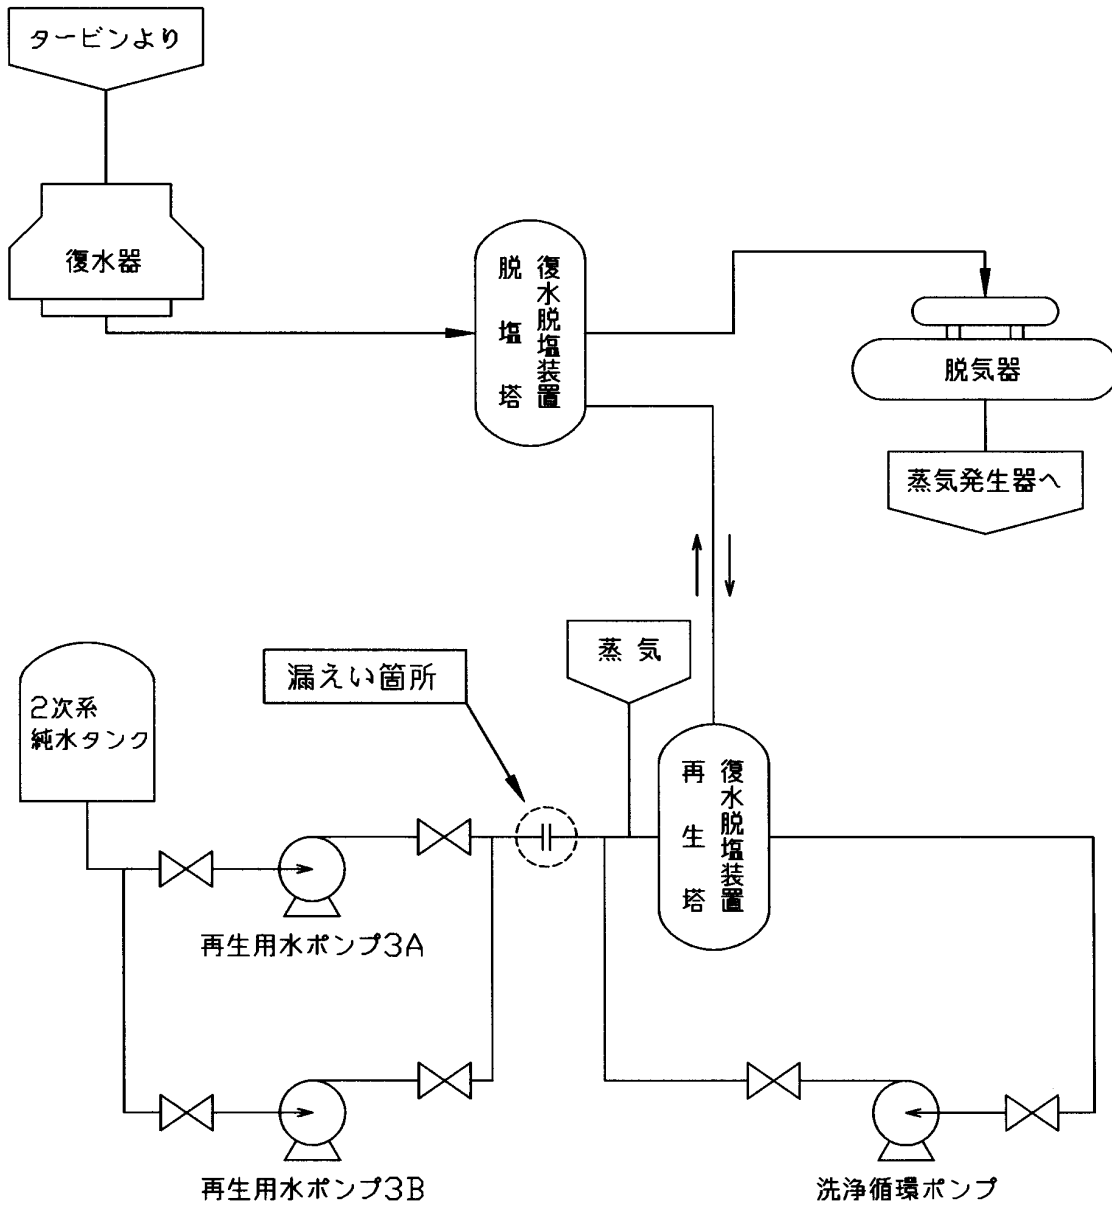 タービンより
復水器
復水脱塩装置
脱塩塔
脱気器
蒸気発生器へ
蒸気
漏えい箇所
2次系
純水タンク
復水脱塩装置
再生塔
再生用水ポンプ3A
再生用水ポンプ3B
洗浄循環ポンプ